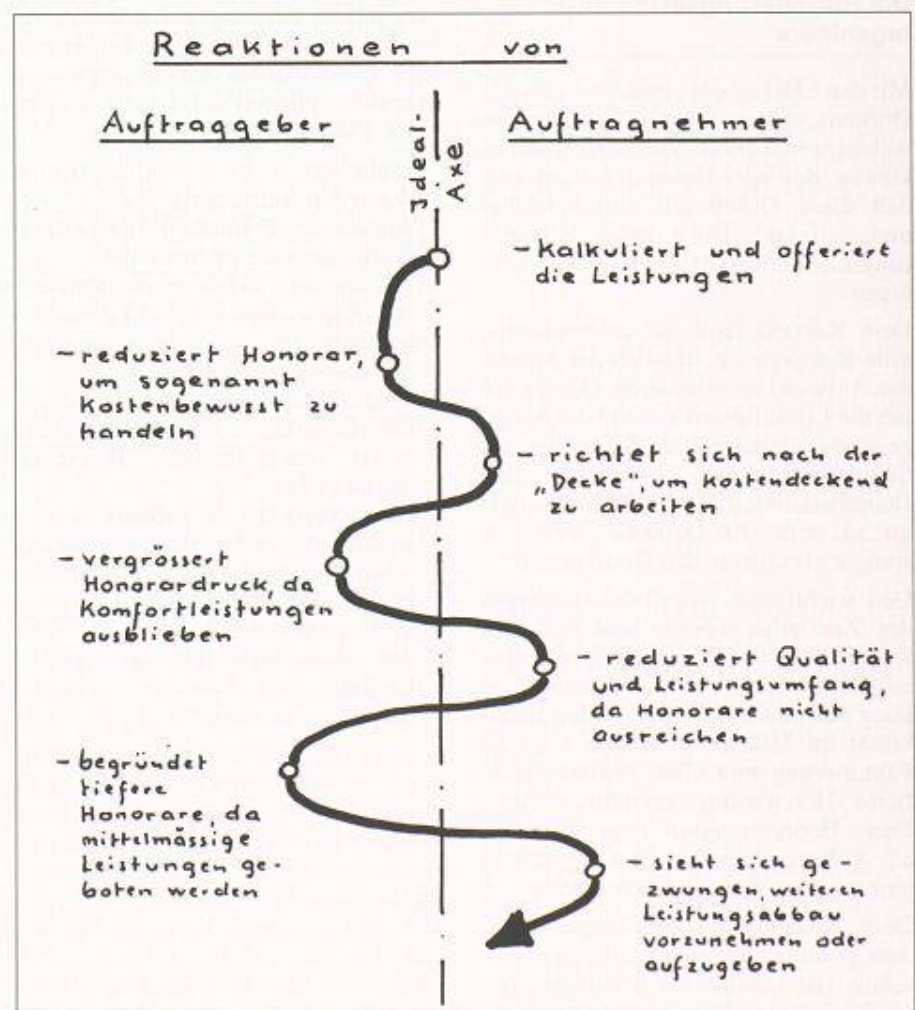 Reaktionen von
Auftraggeber
Auftragnehmer
Ideal-
Axe
– Kalkuliert und offeriert
die Leistungen
– reduziert Honorar,
um sogenannt
Kostenbewusst zu
handeln
– richtet sich nach der
„Decke", um Kostendeckend
zu arbeiten
– vergrössert
Honorardruck, da
Komfortleistungen
ausblieben
– reduziert Qualität
und Leistungsumfang,
da Honorare nicht
ausreichen
– begründet
tiefere
Honorare, da
mittelmässige
Leistungen ge-
boten werden
– sieht sich ge-
zwungen, weiteren
Leistungsabbau
vorzunehmen oder
aufzugeben